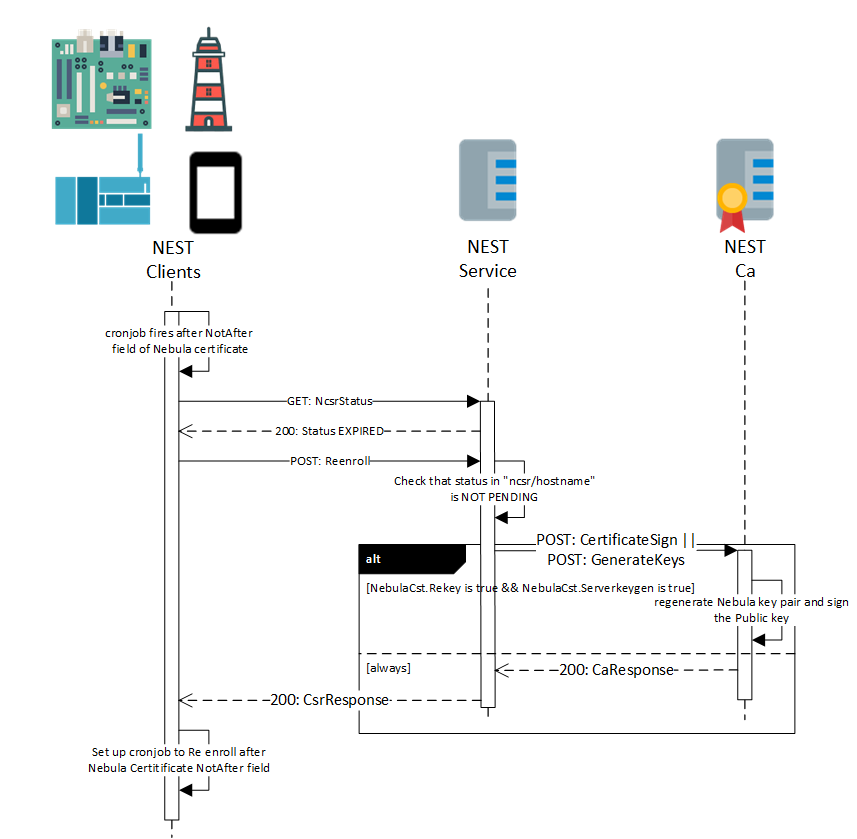 NEST
Clients
NEST
Service
NEST
Ca
cronjob fires after NotAfter
field of Nebula certificate
GET: NcsrStatus
200: Status EXPIRED
POST: Reenroll
Check that status in "ncsr/hostname"
is NOT PENDING
POST: CertificateSign ||
POST: GenerateKeys
alt
[NebulaCst.Rekey is true && NebulaCst.Serverkeygen is true]
regenerate Nebula key pair and sign
the Public key
[always]
200: CaResponse
200: CsrResponse
Set up cronjob to Re enroll after
Nebula Certitificate NotAfter field